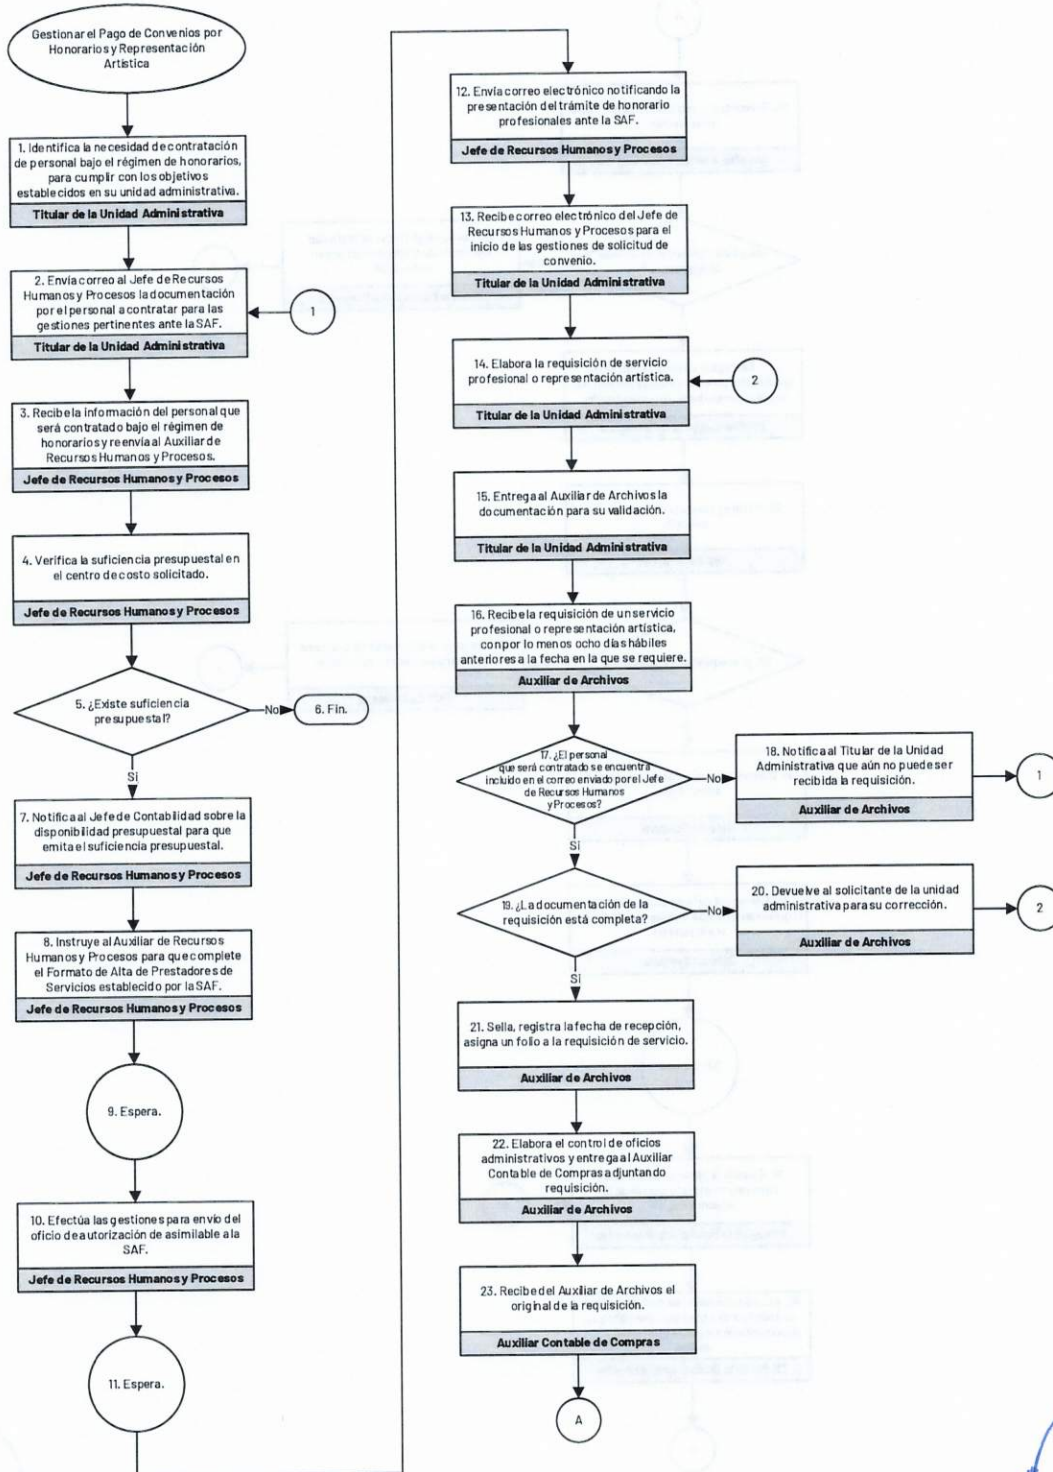 Gestionar el Pago de Convenios por
Honorarios y Representación
Artística
1. Identifica la necesidad de contratación
de personal bajo el régimen de honorarios,
para cumplir con los objetivos
establecidos en su unidad administrativa.
Titular de la Unidad Administrativa
2. Envía correo al Jefe de Recursos
Humanos y Procesos la documentación
por el personal a contratar para las
gestiones pertinentes ante la SAF.
Titular de la Unidad Administrativa
1
3. Recibe la información del personal que
será contratado bajo el régimen de
honorarios y reenvía al Auxiliar de
Recursos Humanos y Procesos.
Jefe de Recursos Humanos y Procesos
4. Verifica la suficiencia presupuestal en
el centro de costo solicitado.
Jefe de Recursos Humanos y Procesos
5. ¿Existe suficiencia
presupuestal?
No
6. Fin.
Si
7. Notifica al Jefe de Contabilidad sobre la
disponibilidad presupuestal para que
emita el suficiencia presupuestal.
Jefe de Recursos Humanos y Procesos
8. Instruye al Auxiliar de Recursos
Humanos y Procesos para que complete
el Formato de Alta de Prestadores de
Servicios establecido por la SAF.
Jefe de Recursos Humanos y Procesos
9. Espera.
10. Efectúa las gestiones para envío del
oficio de autorización de asimilable a la
SAF.
Jefe de Recursos Humanos y Procesos
11. Espera.
12. Envía correo electrónico notificando la
presentación del trámite de honorario
profesionales ante la SAF.
Jefe de Recursos Humanos y Procesos
13. Recibe correo electrónico del Jefe de
Recursos Humanos y Procesos para el
inicio de las gestiones de solicitud de
convenio.
Titular de la Unidad Administrativa
14. Elabora la requisición de servicio
profesional o representación artística.
Titular de la Unidad Administrativa
2
15. Entrega al Auxiliar de Archivos la
documentación para su validación.
Titular de la Unidad Administrativa
16. Recibe la requisición de un servicio
profesional o representación artística,
con por lo menos ocho días hábiles
anteriores a la fecha en la que se requiere.
Auxiliar de Archivos
17. ¿El personal
que será contratado se encuentra
incluido en el correo enviado por el Jefe
de Recursos Humanos
y Procesos?
No
18. Notifica al Titular de la Unidad
Administrativa que aún no puede ser
recibida la requisición.
Auxiliar de Archivos
1
Si
19. ¿La documentación de la
requisición está completa?
No
20. Devuelve al solicitante de la unidad
administrativa para su corrección.
Auxiliar de Archivos
2
Si
21. Sella, registra la fecha de recepción,
asigna un folio a la requisición de servicio.
Auxiliar de Archivos
22. Elabora el control de oficios
administrativos y entrega al Auxiliar
Contable de Compras adjuntando
requisición.
Auxiliar de Archivos
23. Recibe del Auxiliar de Archivos el
original de la requisición.
Auxiliar Contable de Compras
A